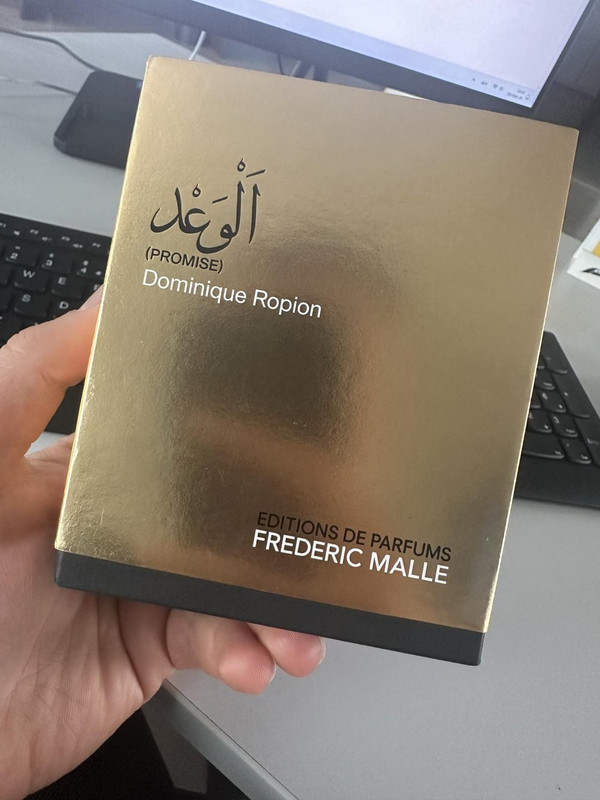 اَلْوَعْد
(PROMISE)
Dominique Ropion
EDITIONS DE PARFUMS
FREDERIC MALLE